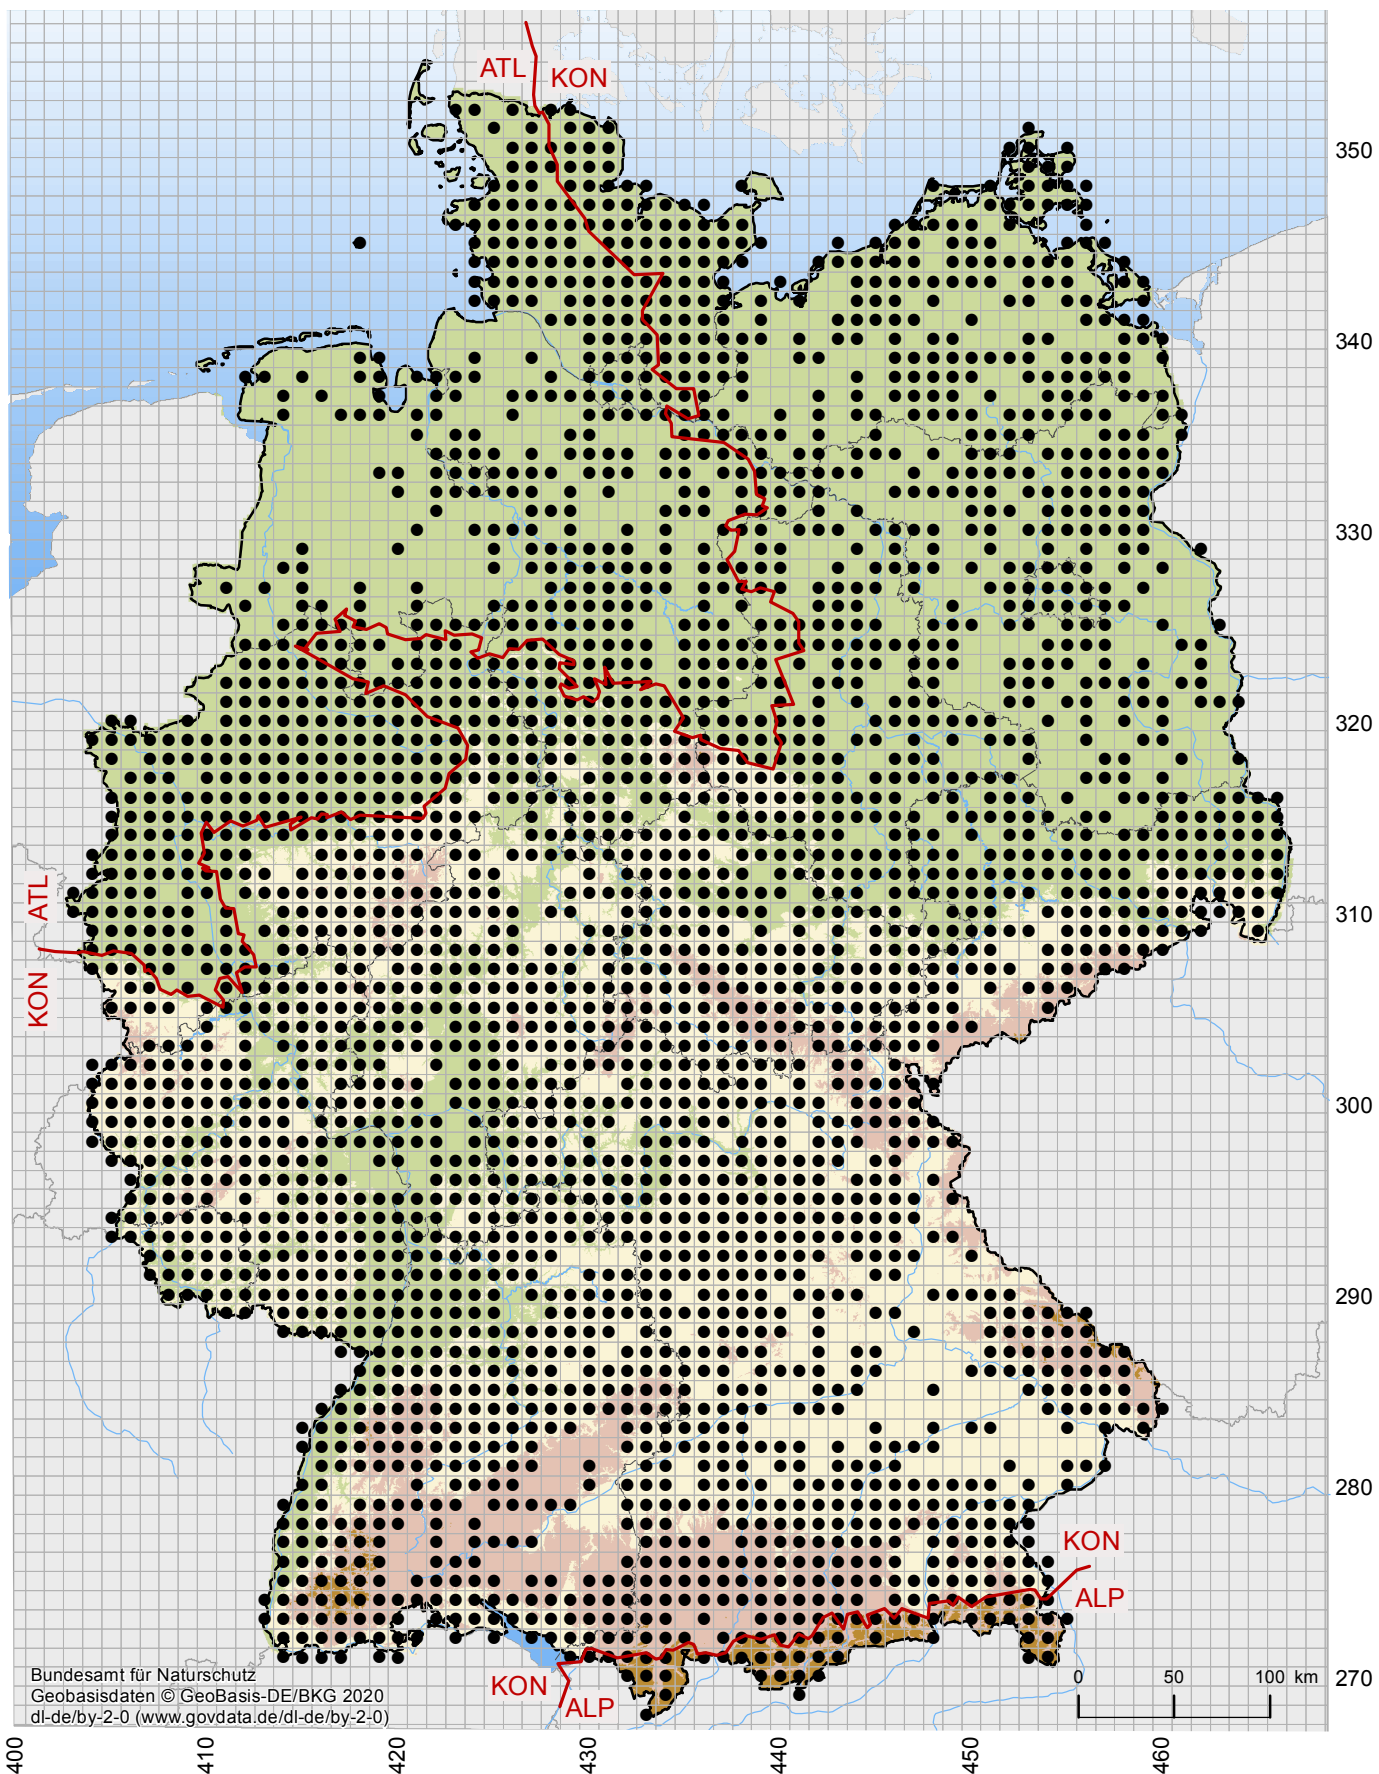 ATL
KON
350
340
330
320
ATL
310
KON
300
290
280
KON
ALP
KON
ALP
270
Bundesamt für Naturschutz
Geobasisdaten © GeoBasis-DE/BKG 2020
dl-de/by-2-0 (www.govdata.de/dl-de/by-2-0)
0 50 100 km
400 410 420 430 440 450 460